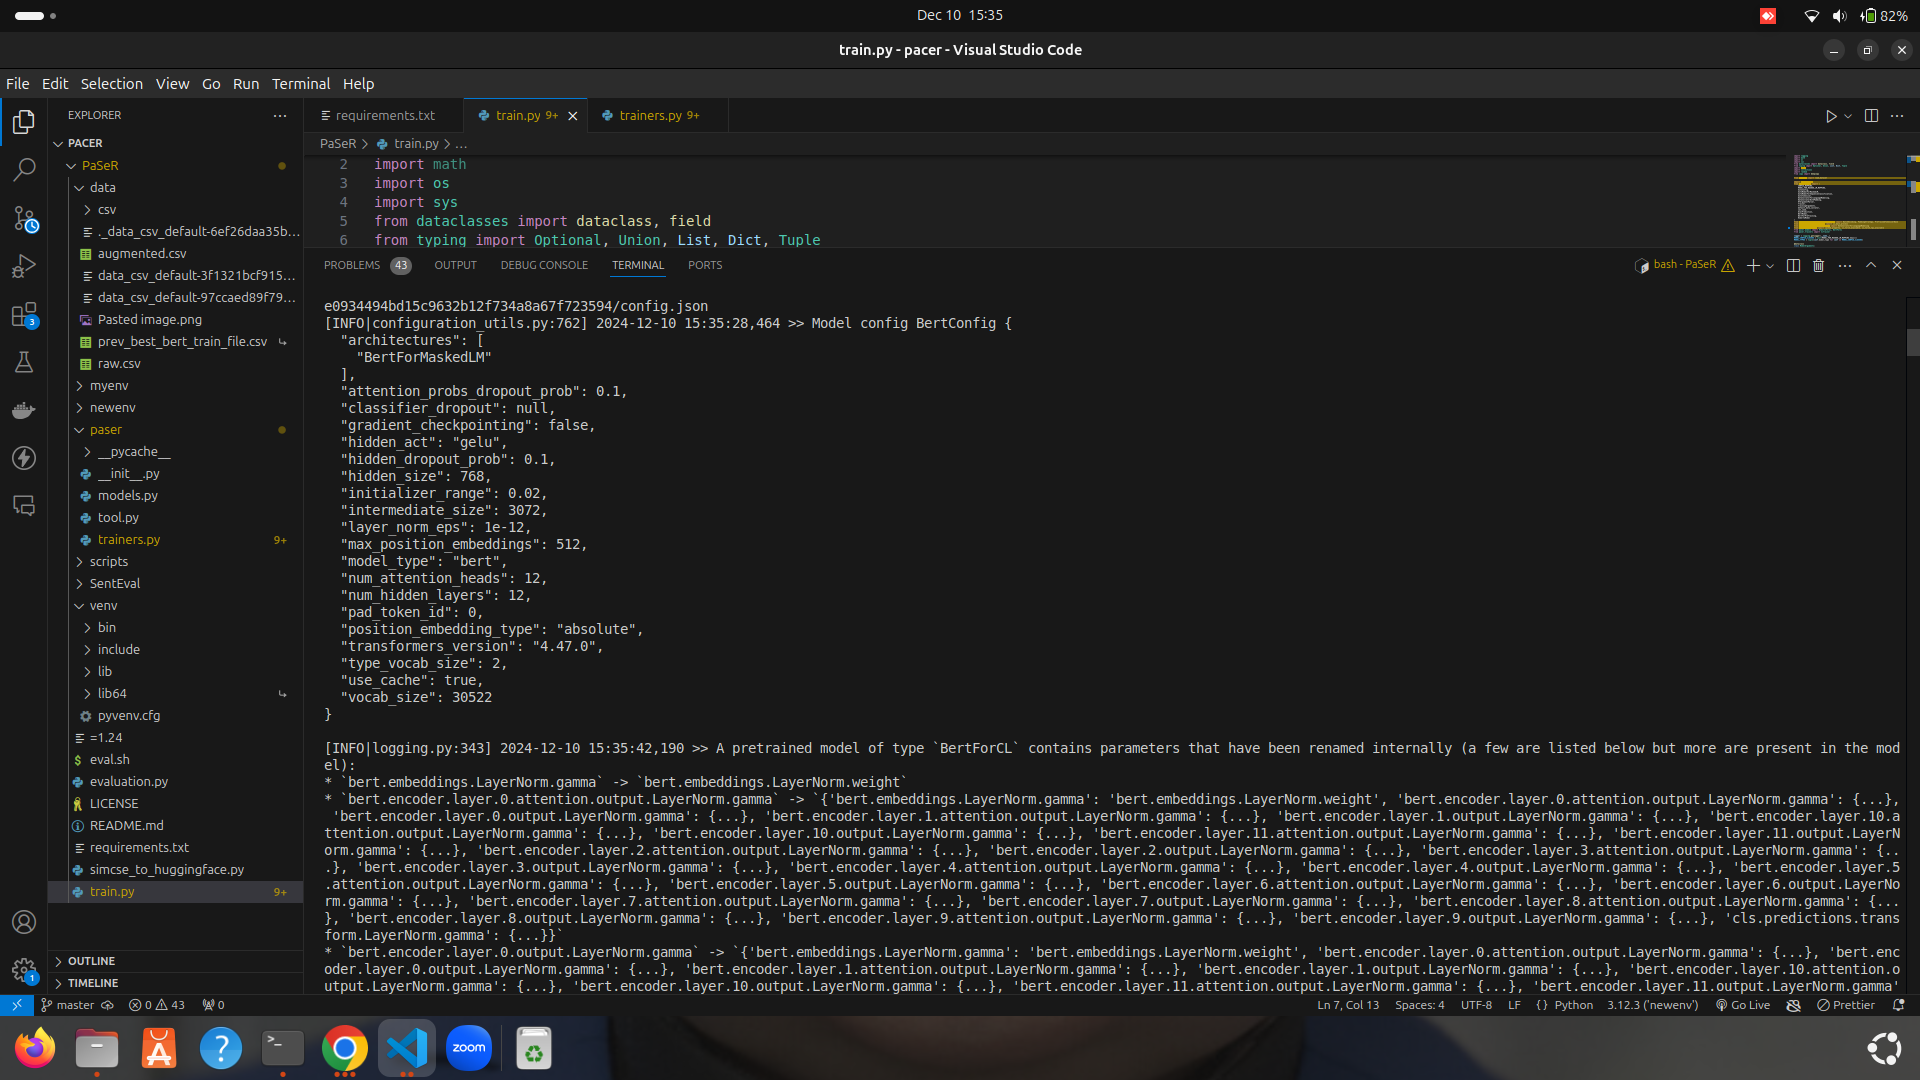 Dec 10 15:35
82%
train.py - pacer - Visual Studio Code
File Edit Selection View Go Run Terminal Help
EXPLORER
PACER
PaSeR
data
csv
._data_csv_default-6ef26daa35b...
augmented.csv
data_csv_default-3f1321bcf915...
data_csv_default-97ccaed89f79...
Pasted image.png
prev_best_bert_train_file.csv
raw.csv
myenv
newenv
paser
__pycache__
__init__.py
models.py
tool.py
trainers.py 9+
scripts
SentEval
venv
bin
include
lib
lib64
pyvenv.cfg
=1.24
eval.sh
evaluation.py
LICENSE
README.md
requirements.txt
simcse_to_huggingface.py
train.py 9+
OUTLINE
TIMELINE
3
1
requirements.txt train.py 9+ trainers.py 9+
PaSeR > train.py > ...
2 import math
3 import os
4 import sys
5 from dataclasses import dataclass, field
6 from typing import Optional, Union, List, Dict, Tuple
PROBLEMS 43 OUTPUT DEBUG CONSOLE TERMINAL PORTS
bash - PaSeR
e0934494bd15c9632b12f734a8a67f723594/config.json
[INFO|configuration_utils.py:762] 2024-12-10 15:35:28,464 >> Model config BertConfig {
"architectures": [
"BertForMaskedLM"
],
"attention_probs_dropout_prob": 0.1,
"classifier_dropout": null,
"gradient_checkpointing": false,
"hidden_act": "gelu",
"hidden_dropout_prob": 0.1,
"hidden_size": 768,
"initializer_range": 0.02,
"intermediate_size": 3072,
"layer_norm_eps": 1e-12,
"max_position_embeddings": 512,
"model_type": "bert",
"num_attention_heads": 12,
"num_hidden_layers": 12,
"pad_token_id": 0,
"position_embedding_type": "absolute",
"transformers_version": "4.47.0",
"type_vocab_size": 2,
"use_cache": true,
"vocab_size": 30522
}
[INFO|logging.py:343] 2024-12-10 15:35:42,190 >> A pretrained model of type `BertForCL` contains parameters that have been renamed internally (a few are listed below but more are present in the mod
el):
* `bert.embeddings.LayerNorm.gamma` -> `bert.embeddings.LayerNorm.weight`
* `bert.encoder.layer.0.attention.output.LayerNorm.gamma` -> `{'bert.embeddings.LayerNorm.gamma': 'bert.embeddings.LayerNorm.weight', 'bert.encoder.layer.0.attention.output.LayerNorm.gamma': {...},
'bert.encoder.layer.0.output.LayerNorm.gamma': {...}, 'bert.encoder.layer.1.attention.output.LayerNorm.gamma': {...}, 'bert.encoder.layer.1.output.LayerNorm.gamma': {...}, 'bert.encoder.layer.10.a
ttention.output.LayerNorm.gamma': {...}, 'bert.encoder.layer.10.output.LayerNorm.gamma': {...}, 'bert.encoder.layer.11.attention.output.LayerNorm.gamma': {...}, 'bert.encoder.layer.11.output.LayerN
orm.gamma': {...}, 'bert.encoder.layer.2.attention.output.LayerNorm.gamma': {...}, 'bert.encoder.layer.2.output.LayerNorm.gamma': {...}, 'bert.encoder.layer.3.attention.output.LayerNorm.gamma': {..
.}, 'bert.encoder.layer.3.output.LayerNorm.gamma': {...}, 'bert.encoder.layer.4.attention.output.LayerNorm.gamma': {...}, 'bert.encoder.layer.4.output.LayerNorm.gamma': {...}, 'bert.encoder.layer.5
.attention.output.LayerNorm.gamma': {...}, 'bert.encoder.layer.5.output.LayerNorm.gamma': {...}, 'bert.encoder.layer.6.attention.output.LayerNorm.gamma': {...}, 'bert.encoder.layer.6.output.LayerNo
rm.gamma': {...}, 'bert.encoder.layer.7.attention.output.LayerNorm.gamma': {...}, 'bert.encoder.layer.7.output.LayerNorm.gamma': {...}, 'bert.encoder.layer.8.attention.output.LayerNorm.gamma': {...
}, 'bert.encoder.layer.8.output.LayerNorm.gamma': {...}, 'bert.encoder.layer.9.attention.output.LayerNorm.gamma': {...}, 'bert.encoder.layer.9.output.LayerNorm.gamma': {...}, 'cls.predictions.trans
form.LayerNorm.gamma': {...}}`
* `bert.encoder.layer.0.output.LayerNorm.gamma` -> `{'bert.embeddings.LayerNorm.gamma': 'bert.embeddings.LayerNorm.weight', 'bert.encoder.layer.0.attention.output.LayerNorm.gamma': {...}, 'bert.enc
oder.layer.0.output.LayerNorm.gamma': {...}, 'bert.encoder.layer.1.attention.output.LayerNorm.gamma': {...}, 'bert.encoder.layer.1.output.LayerNorm.gamma': {...}, 'bert.encoder.layer.10.attention.o
utput.LayerNorm.gamma': {...}, 'bert.encoder.layer.10.output.LayerNorm.gamma': {...}, 'bert.encoder.layer.11.attention.output.LayerNorm.gamma': {...}, 'bert.encoder.layer.11.output.LayerNorm.gamma'
master 0 43 0 Ln 7, Col 13 Spaces: 4 UTF-8 LF {} Python 3.12.3 ('newenv') Go Live Prettier
zoom